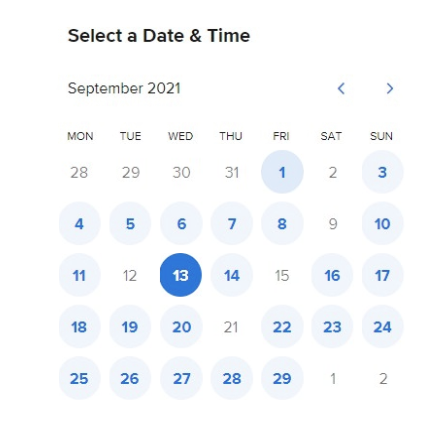 Select a Date & Time
September 2021
MON TUE WED THU FRI SAT SUN
28 29 30 31 1 2 3
4 5 6 7 8 9 10
11 12 13 14 15 16 17
18 19 20 21 22 23 24
25 26 27 28 29 1 2